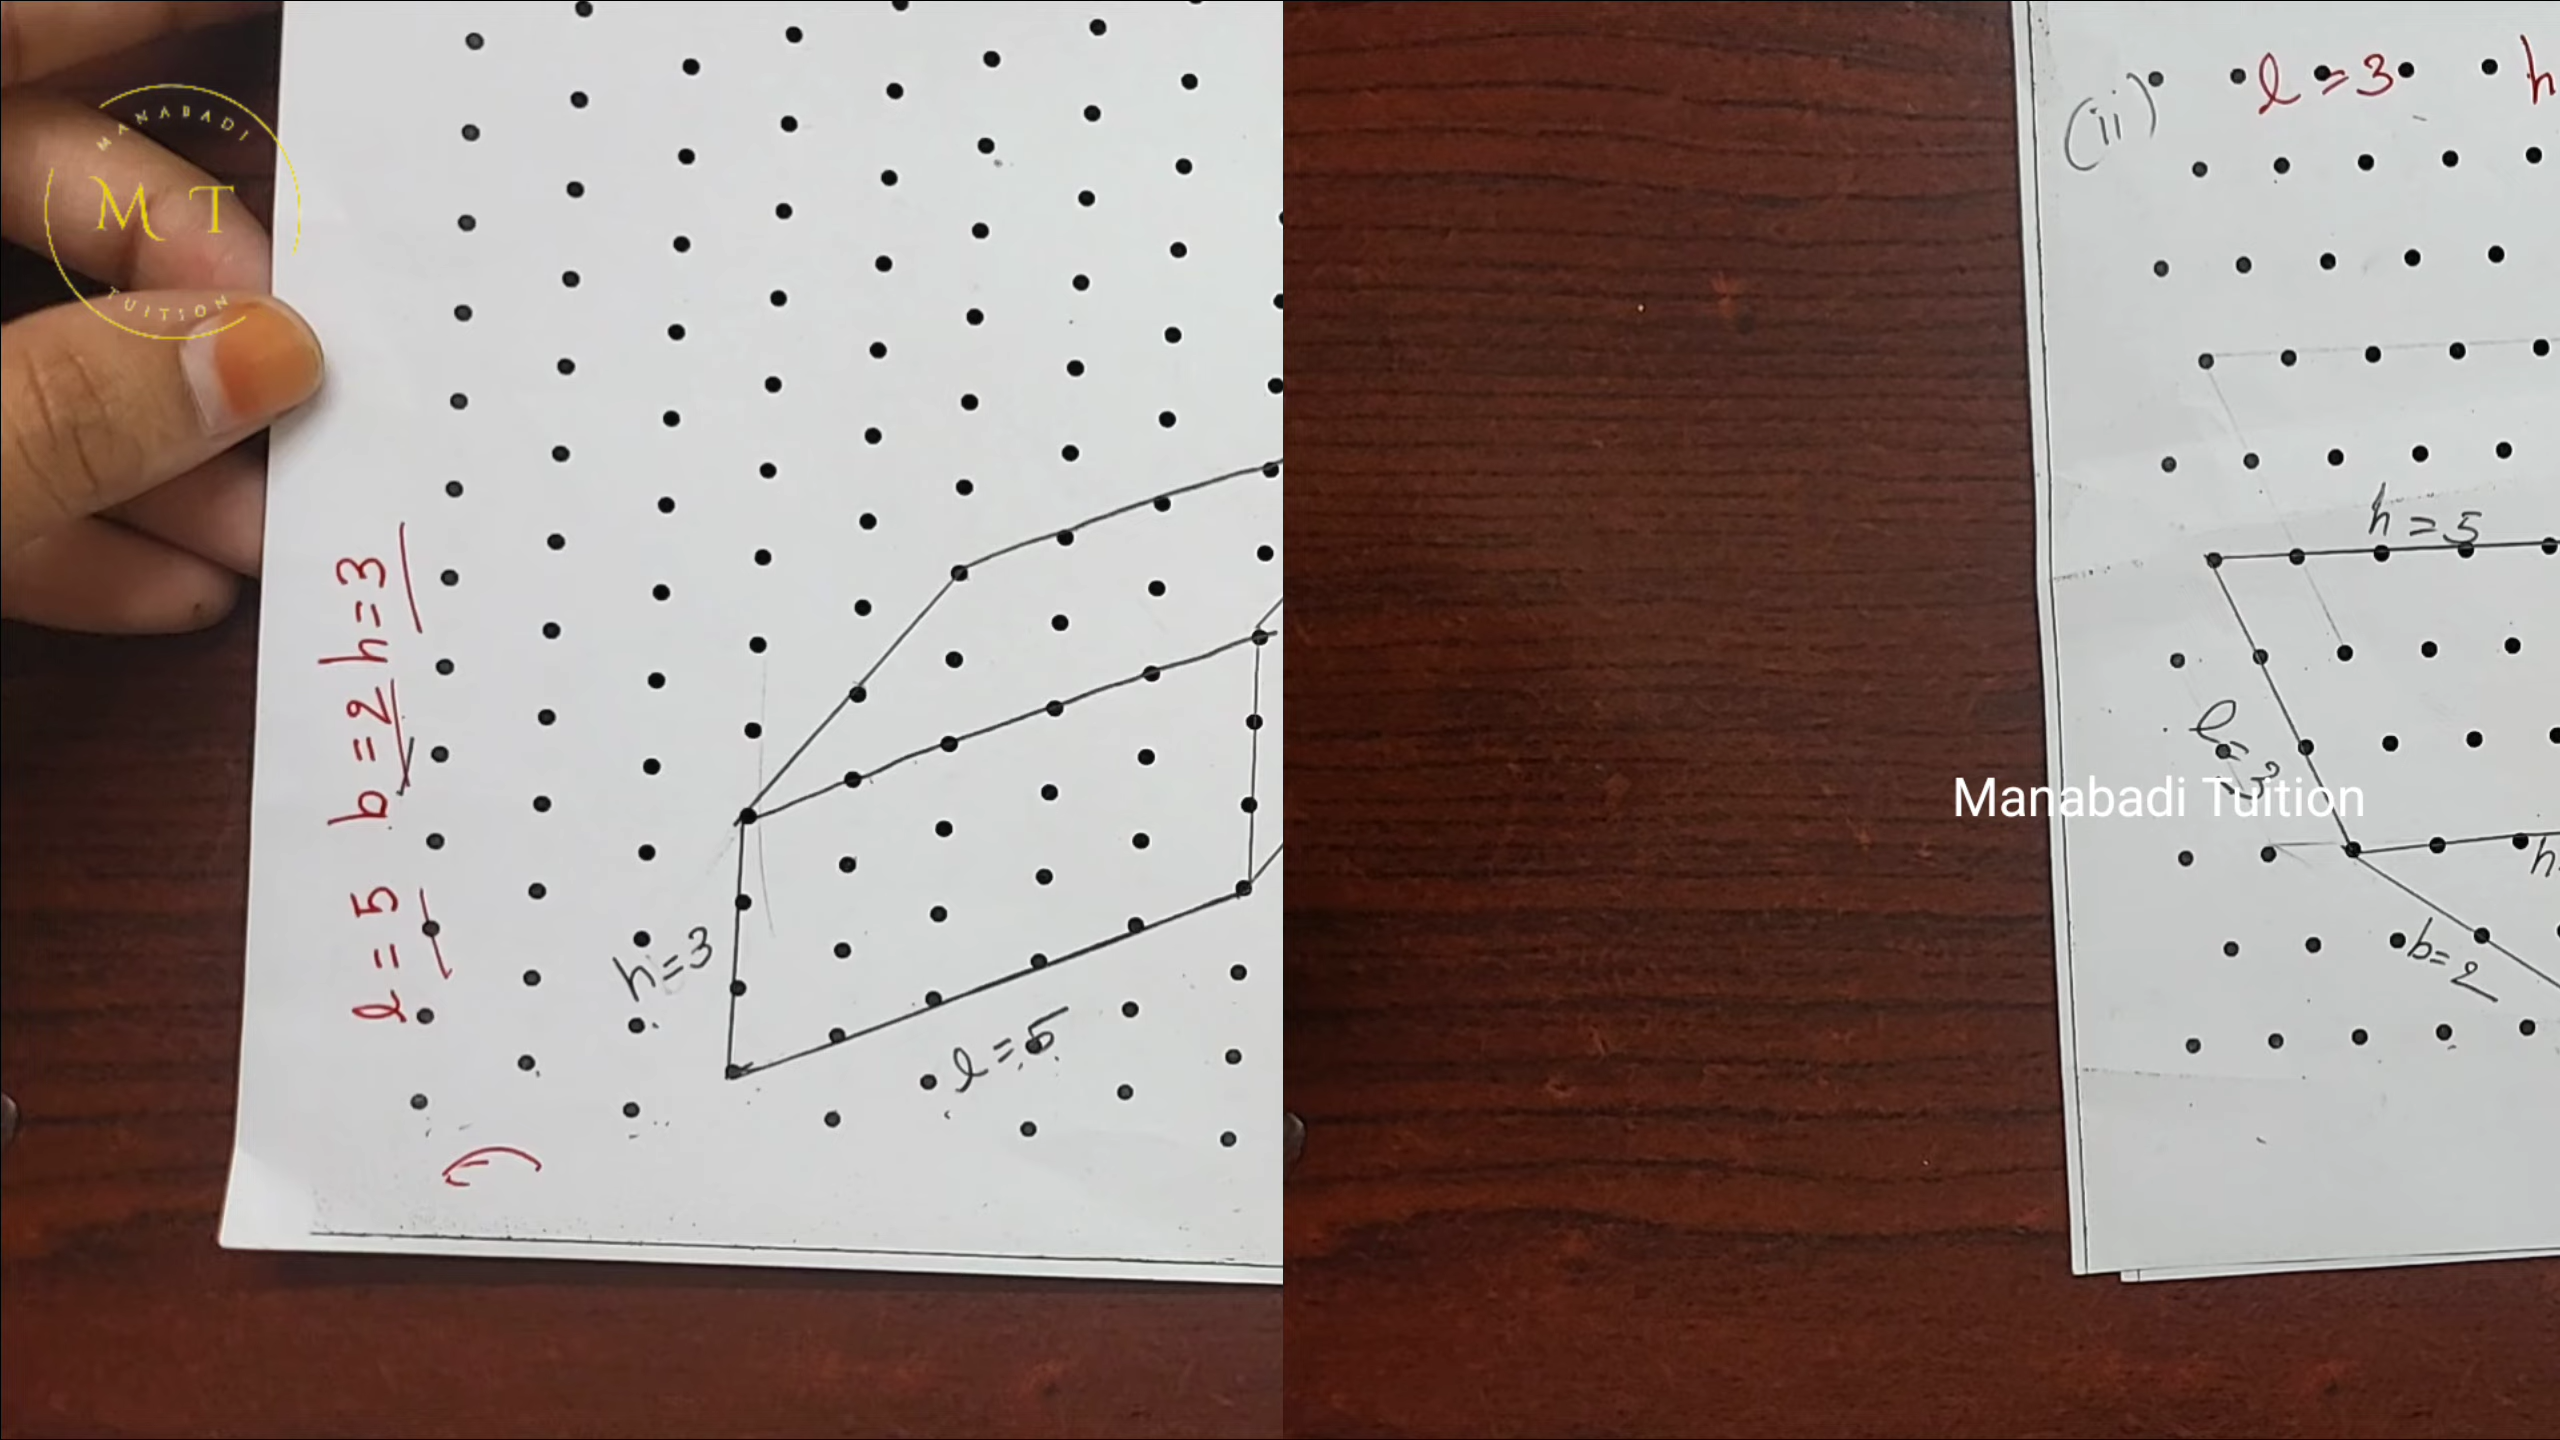 MANABADI
M T
TUITION
l = 5 b = 2 h = 3
h = 3
l = 5
(ii) l = 3 h
h = 5
l = 3
Manabadi Tuition
h
b = 2